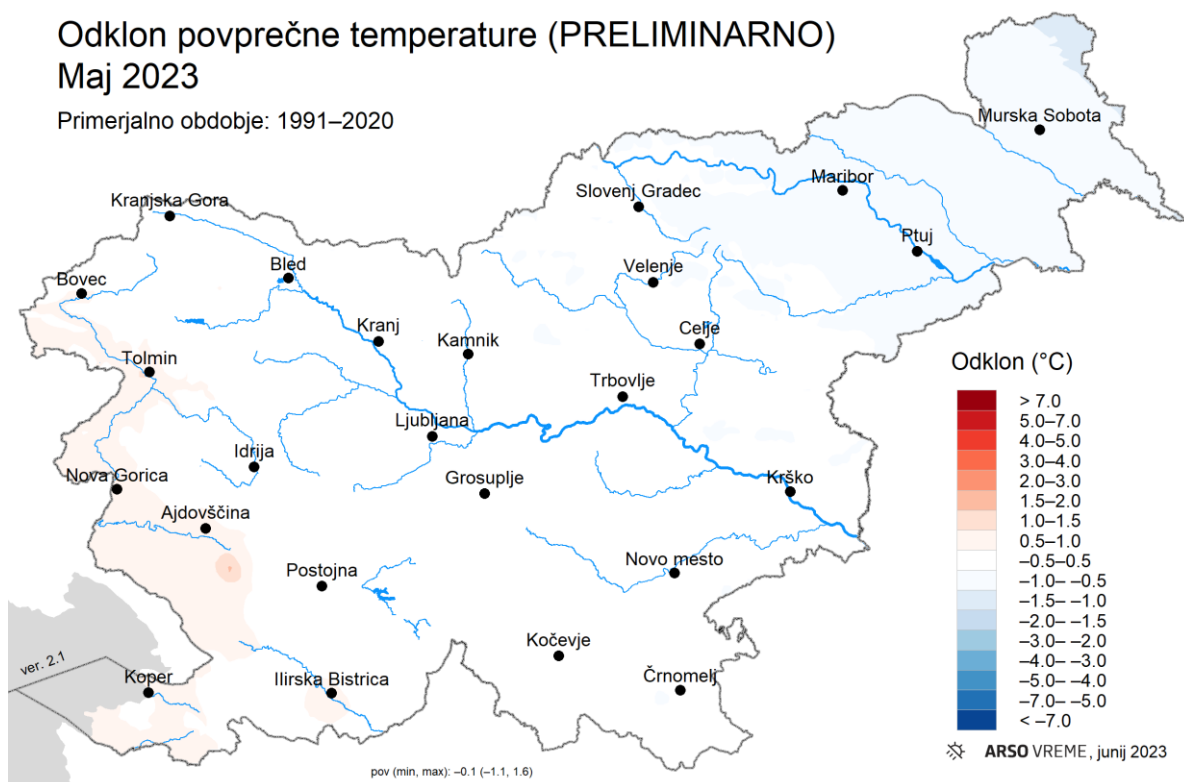 Odklon povprečne temperature (PRELIMINARNO)
Maj 2023
Primerjalno obdobje: 1991–2020
Murska Sobota
Maribor
Slovenj Gradec
Kranjska Gora
Ptuj
Bled
Velenje
Bovec
Kranj
Kamnik
Celje
Tolmin
Odklon (°C)
Trbovlje
> 7.0
5.0–7.0
4.0–5.0
3.0–4.0
2.0–3.0
1.5–2.0
1.0–1.5
0.5–1.0
–0.5–0.5
–1.0– –0.5
–1.5– –1.0
–2.0– –1.5
–3.0– –2.0
–4.0– –3.0
–5.0– –4.0
–7.0– –5.0
< –7.0
Ljubljana
Idrija
Nova Gorica
Grosuplje
Krško
Ajdovščina
Novo mesto
Postojna
Kočevje
ver. 2.1
Koper
Ilirska Bistrica
Črnomelj
ARSO VREME, junij 2023
pov (min, max): –0.1 (–1.1, 1.6)